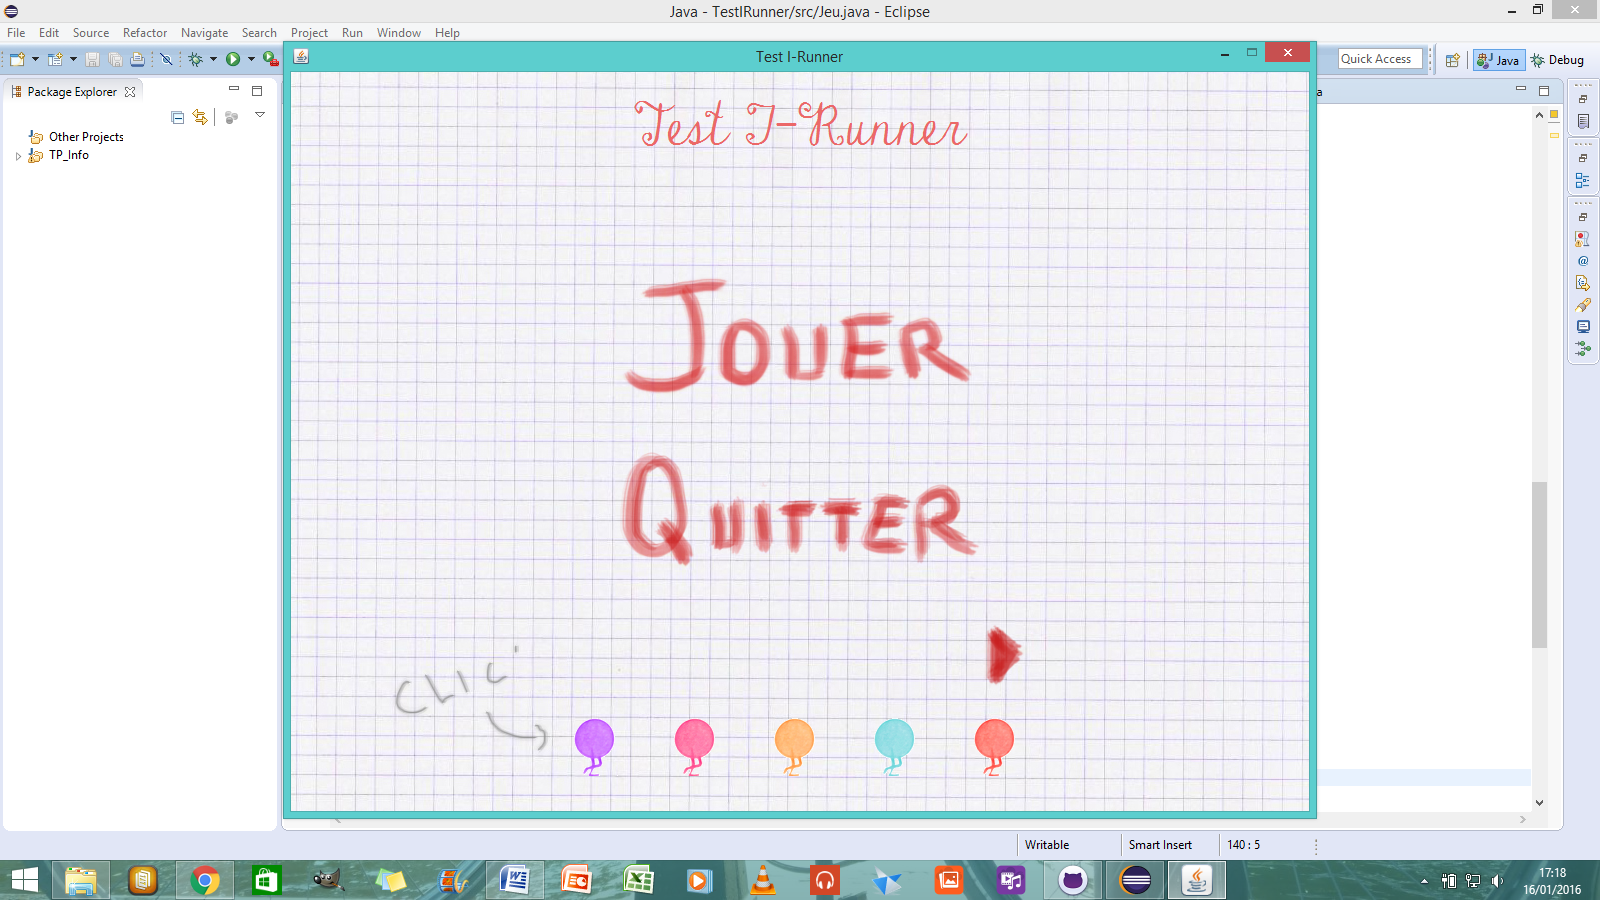 Java - TestIRunner/src/Jeu.java - Eclipse
File Edit Source Refactor Navigate Search Project Run Window Help
Test I-Runner
Quick Access
Java
Debug
Package Explorer
a
Other Projects
TP_Info
Test I-Runner
JOUER
QUITTER
CLIC
Writable
Smart Insert
140 : 5
17:18
16/01/2016